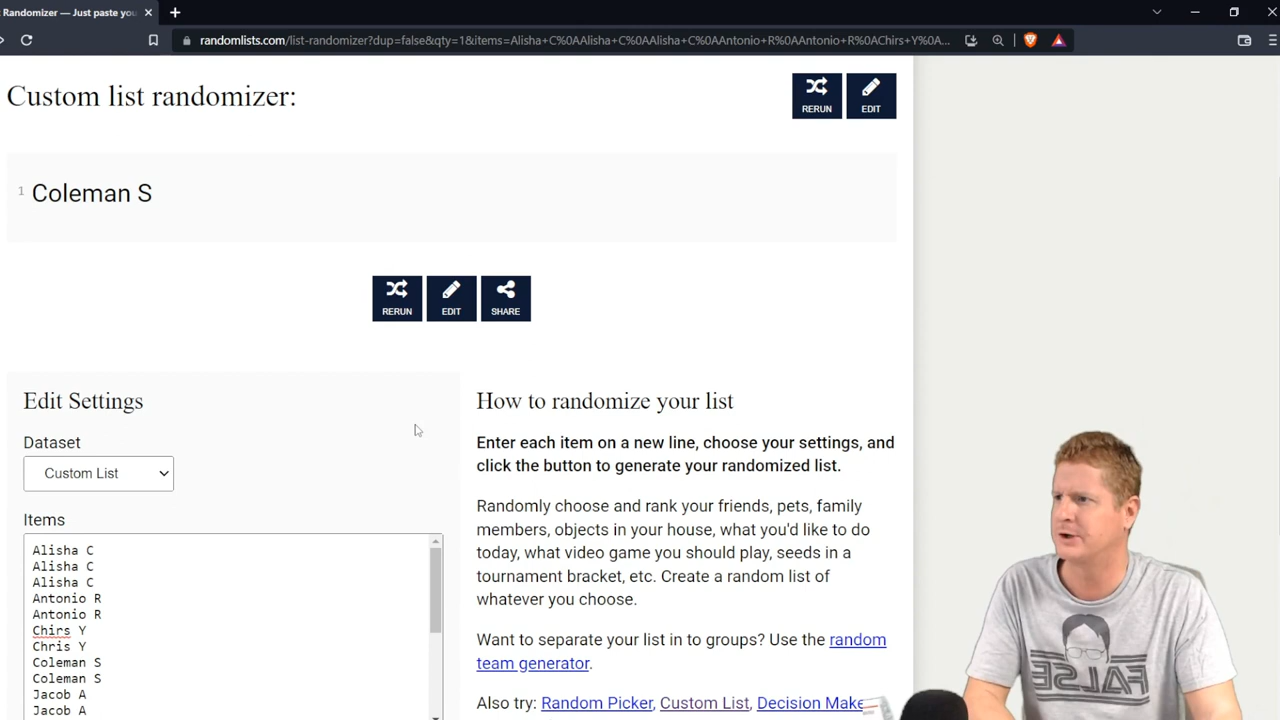 Randomizer — Just paste you
randomlists.com/list-randomizer?dup=false&qty=1&items=Alisha+C%0AAlisha+C%0AAlisha+C%0AAntonio+R%0AAntonio+R%0AChirs+Y%0A...
Custom list randomizer:
RERUN
EDIT
1 Coleman S
RERUN
EDIT
SHARE
Edit Settings
Dataset
Custom List
Items
Alisha C
Alisha C
Alisha C
Antonio R
Antonio R
Chirs Y
Chris Y
Coleman S
Coleman S
Jacob A
Jacob A
How to randomize your list
Enter each item on a new line, choose your settings, and
click the button to generate your randomized list.
Randomly choose and rank your friends, pets, family
members, objects in your house, what you'd like to do
today, what video game you should play, seeds in a
tournament bracket, etc. Create a random list of
whatever you choose.
Want to separate your list in to groups? Use the random
team generator.
Also try: Random Picker, Custom List, Decision Make
FALSE